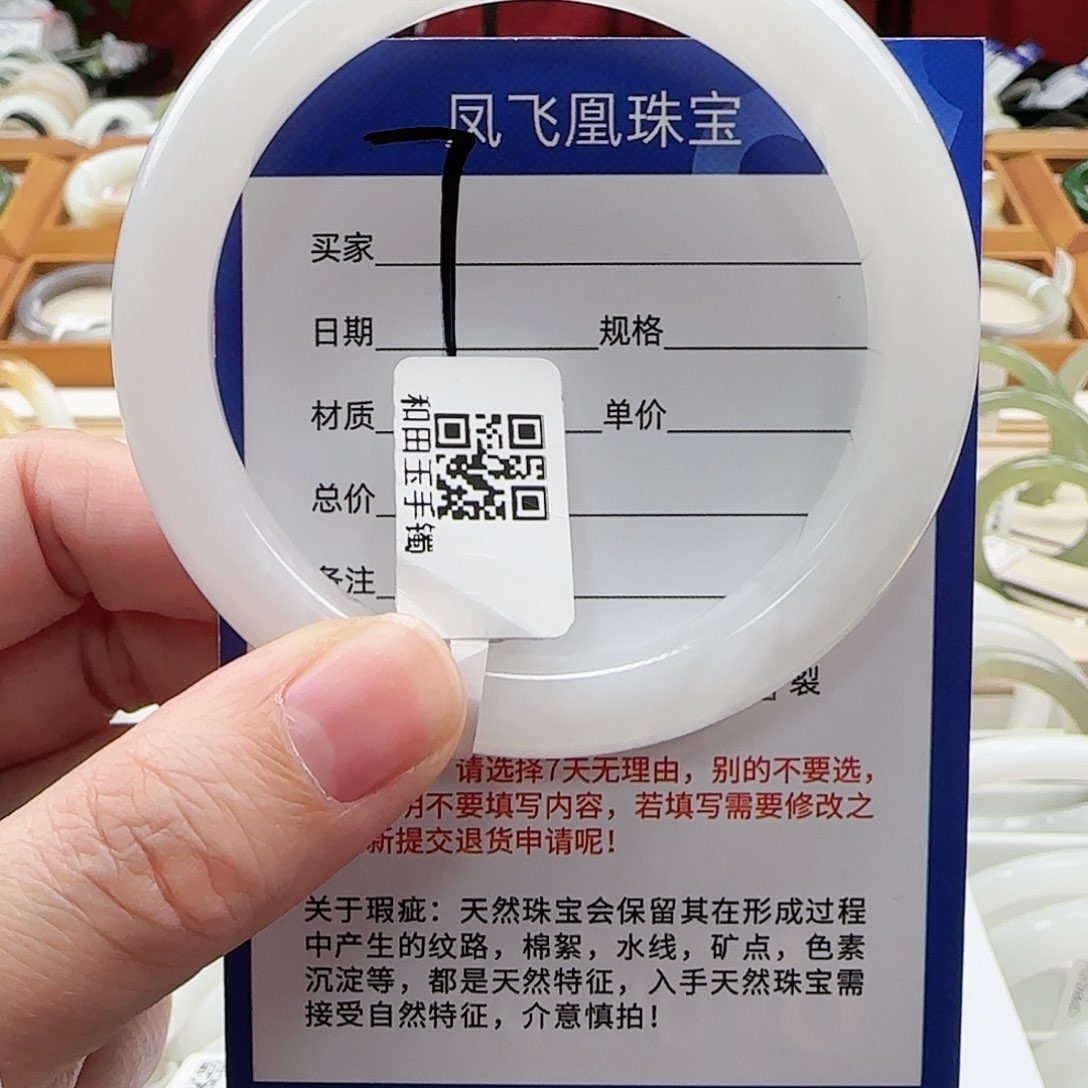 凤飞凰珠宝
买家
日期 规格
材质 单价
总价
备注
和田玉手镯
裂
请选择7天无理由，别的不要选，
明不要填写内容，若填写需要修改之
新提交退货申请呢！
关于瑕疵：天然珠宝会保留其在形成过程
中产生的纹路，棉絮，水线，矿点，色素
沉淀等，都是天然特征，入手天然珠宝需
接受自然特征，介意慎拍！